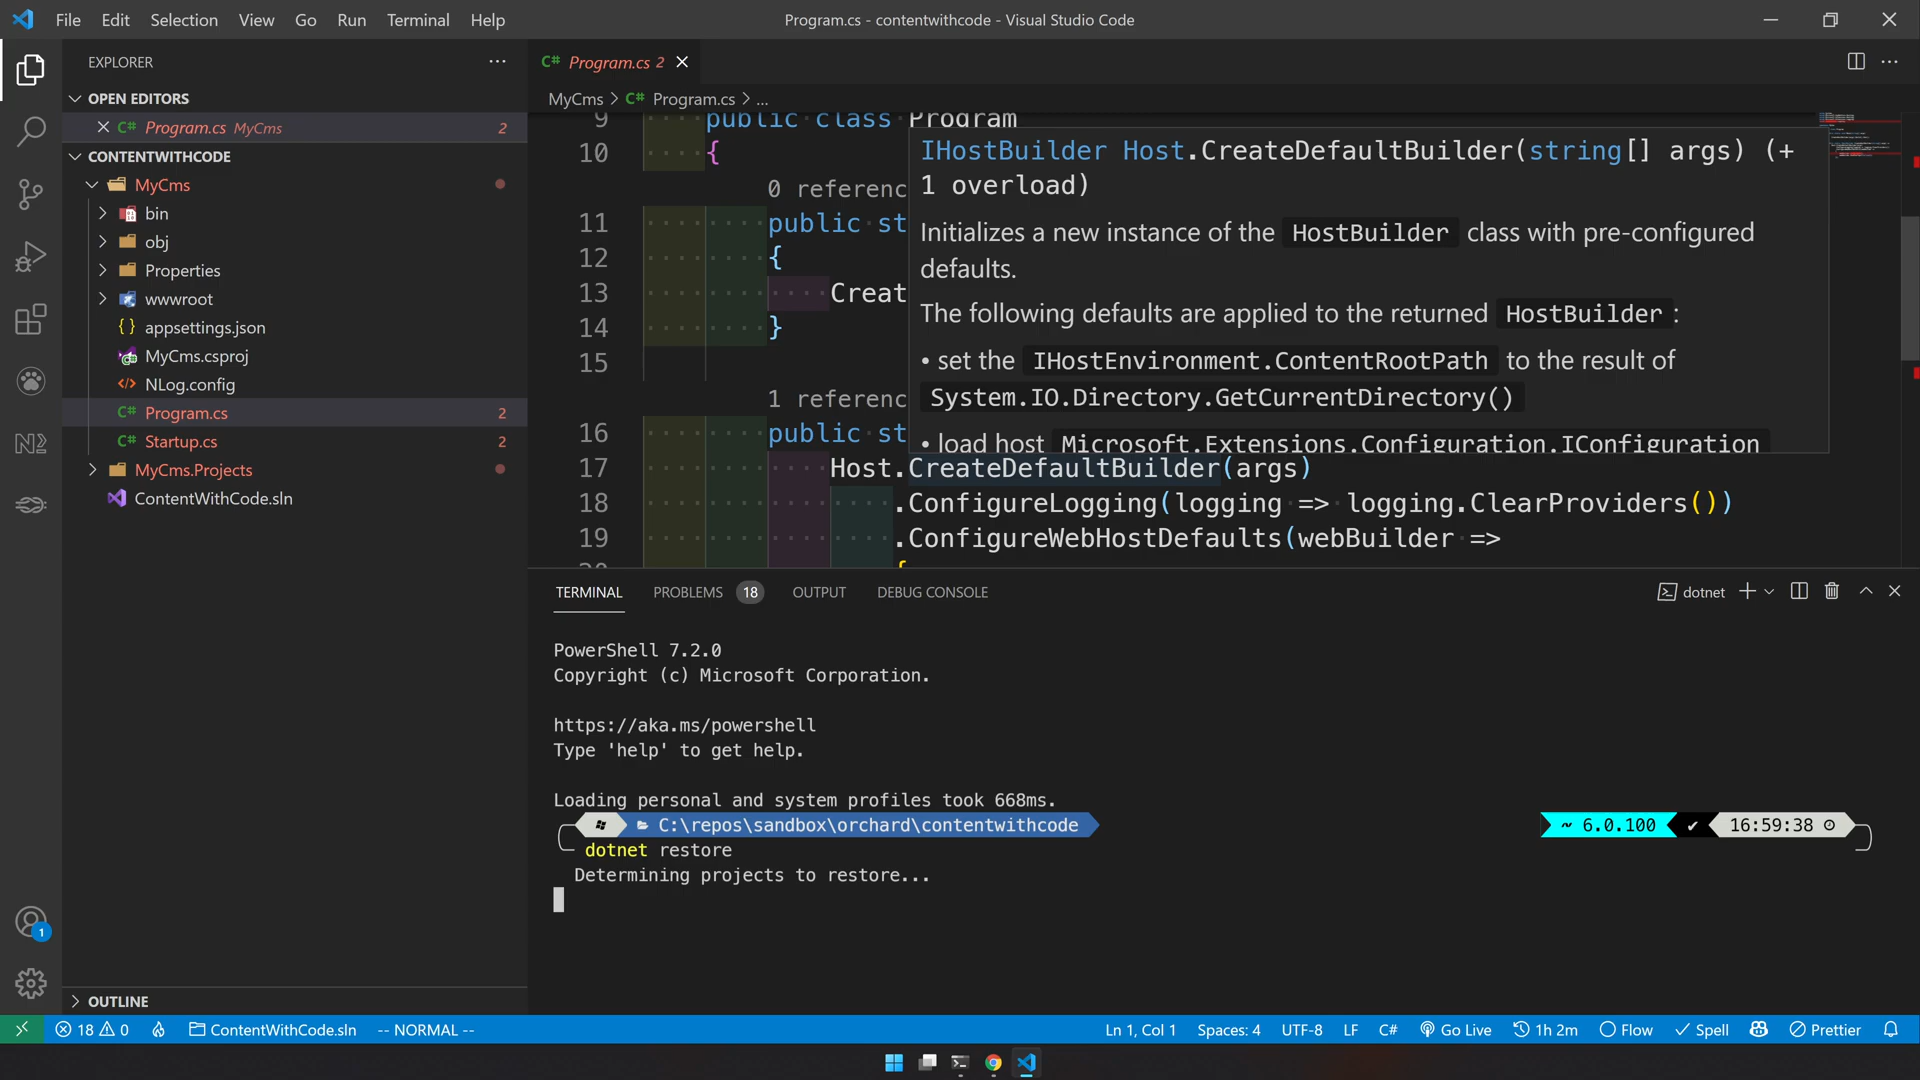 File Edit Selection View Go Run Terminal Help
Program.cs - contentwithcode - Visual Studio Code
EXPLORER
OPEN EDITORS
C# Program.cs MyCms 2
CONTENTWITHCODE
MyCms
bin
obj
Properties
wwwroot
{} appsettings.json
MyCms.csproj
NLog.config
C# Program.cs 2
C# Startup.cs 2
MyCms.Projects
ContentWithCode.sln
OUTLINE
N2
1
C# Program.cs 2
MyCms > C# Program.cs > ...
9 public class Program
10 {
0 referenc
11 public st
12 {
13 Creat
14 }
15
1 referenc
16 public st
17 Host.CreateDefaultBuilder(args)
18 .ConfigureLogging(logging => logging.ClearProviders())
19 .ConfigureWebHostDefaults(webBuilder =>
20 {
IHostBuilder Host.CreateDefaultBuilder(string[] args) (+
1 overload)
Initializes a new instance of the HostBuilder class with pre-configured
defaults.
The following defaults are applied to the returned HostBuilder :
• set the IHostEnvironment.ContentRootPath to the result of
System.IO.Directory.GetCurrentDirectory()
• load host Microsoft.Extensions.Configuration.IConfiguration
TERMINAL PROBLEMS 18 OUTPUT DEBUG CONSOLE
dotnet
PowerShell 7.2.0
Copyright (c) Microsoft Corporation.
https://aka.ms/powershell
Type 'help' to get help.
Loading personal and system profiles took 668ms.
C:\repos\sandbox\orchard\contentwithcode
~ 6.0.100 ✔ 16:59:38
dotnet restore
Determining projects to restore...
18 0 ContentWithCode.sln -- NORMAL --
Ln 1, Col 1 Spaces: 4 UTF-8 LF C# Go Live 1h 2m Flow Spell Prettier